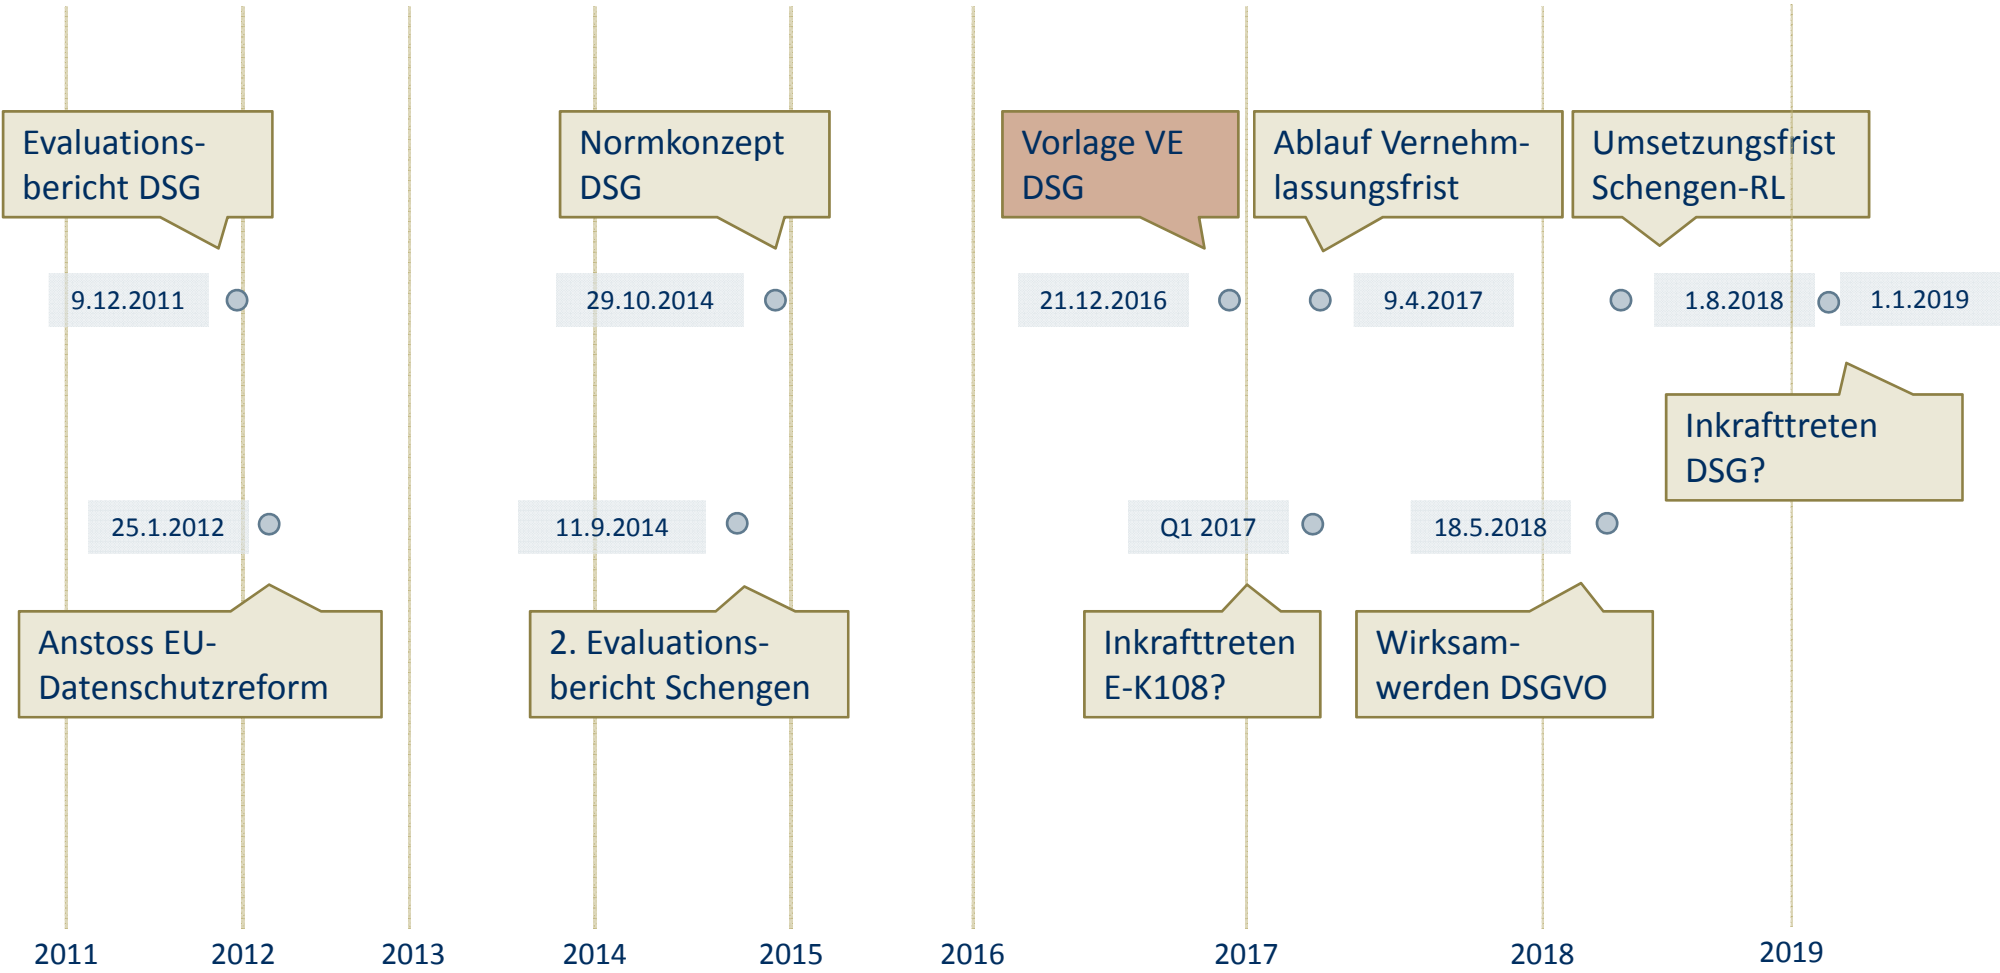 Evaluations-
bericht DSG
Normkonzept
DSG
Vorlage VE
DSG
Ablauf Vernehm-
lassungsfrist
Umsetzungsfrist
Schengen-RL
9.12.2011
29.10.2014
21.12.2016
9.4.2017
1.8.2018
1.1.2019
Inkrafttreten
DSG?
25.1.2012
11.9.2014
Q1 2017
18.5.2018
Anstoss EU-
Datenschutzreform
2. Evaluations-
bericht Schengen
Inkrafttreten
E-K108?
Wirksam-
werden DSGVO
2011
2012
2013
2014
2015
2016
2017
2018
2019